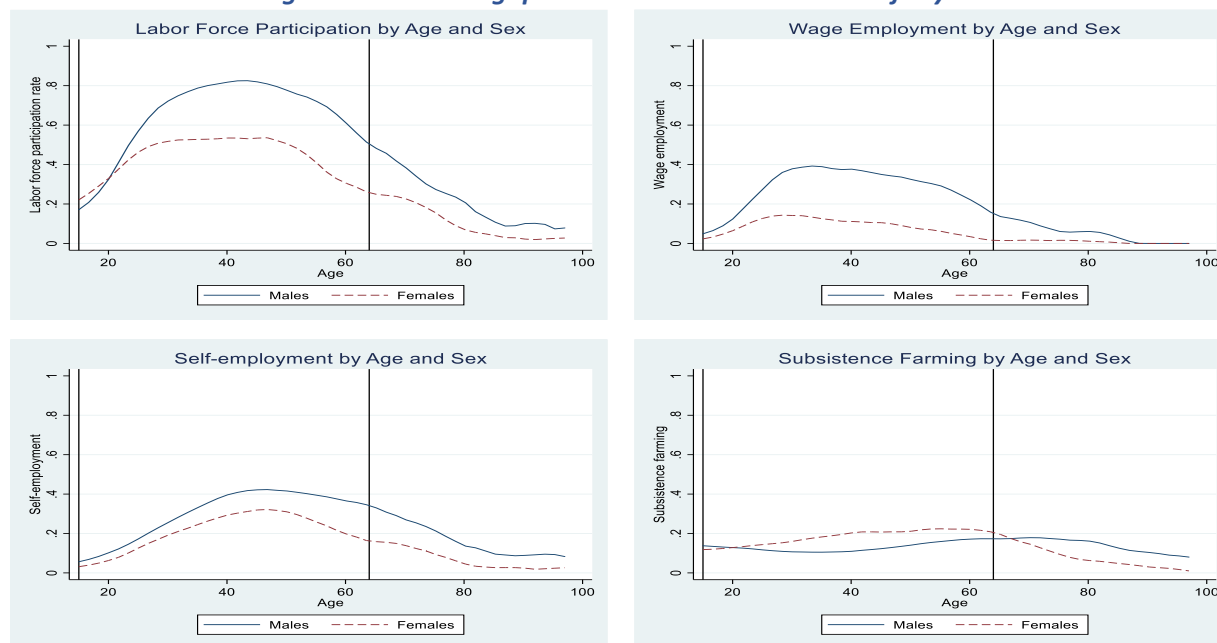 Labor Force Participation by Age and Sex
Labor force participation rate
0 .2 .4 .6 .8 1
20 40 60 80 100
Age
Males Females
Wage Employment by Age and Sex
Wage employment
0 .2 .4 .6 .8 1
20 40 60 80 100
Age
Males Females
Self-employment by Age and Sex
Self-employment
0 .2 .4 .6 .8 1
20 40 60 80 100
Age
Males Females
Subsistence Farming by Age and Sex
Subsistence farming
0 .2 .4 .6 .8 1
20 40 60 80 100
Age
Males Females